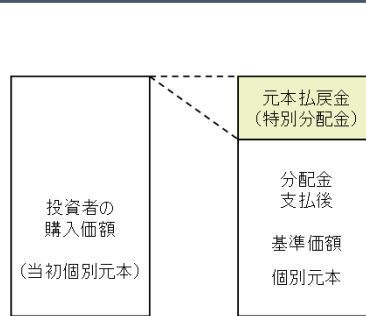 投資者の
購入価額
（当初個別元本）
元本払戻金
（特別分配金）
分配金
支払後
基準価額
個別元本